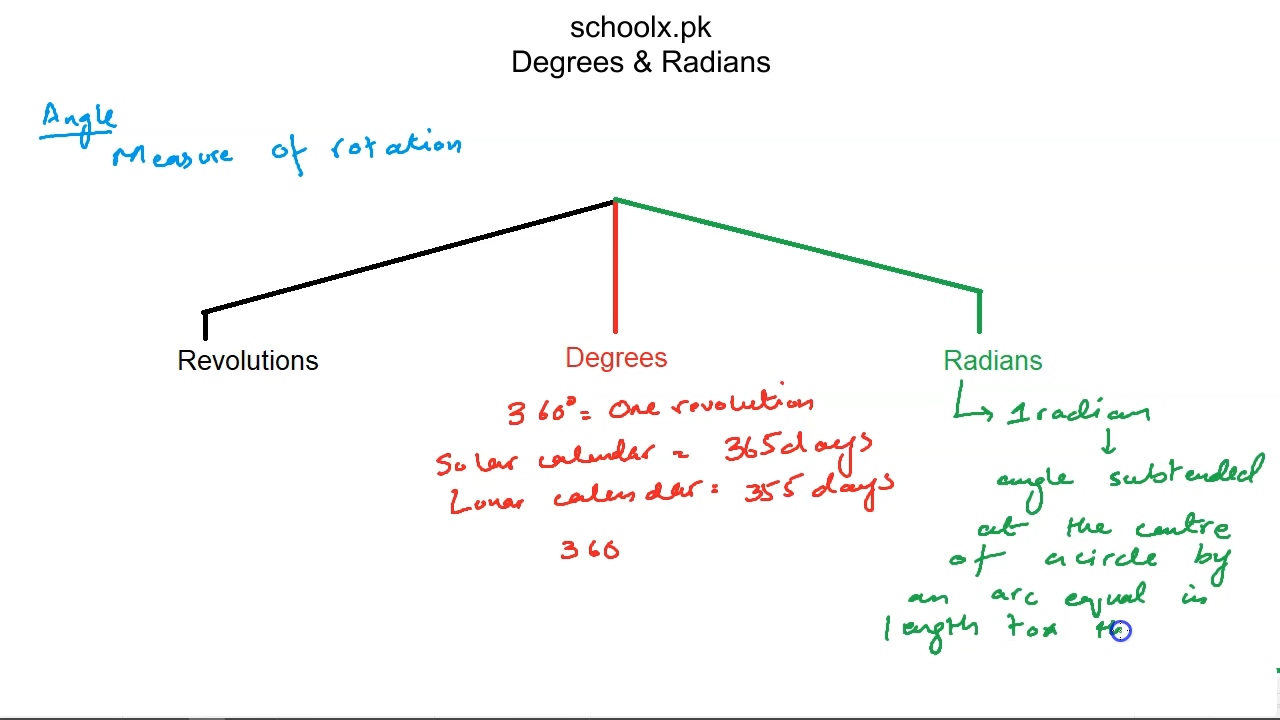 schoolx.pk
Degrees & Radians
Angle
Measure of rotation
Revolutions
Degrees
Radians
360° = One revolution
Solar calendar = 365 days
Lunar calendar = 355 days
360
1 radian
angle subtended
at the centre
of a circle by
an arc equal in
length to